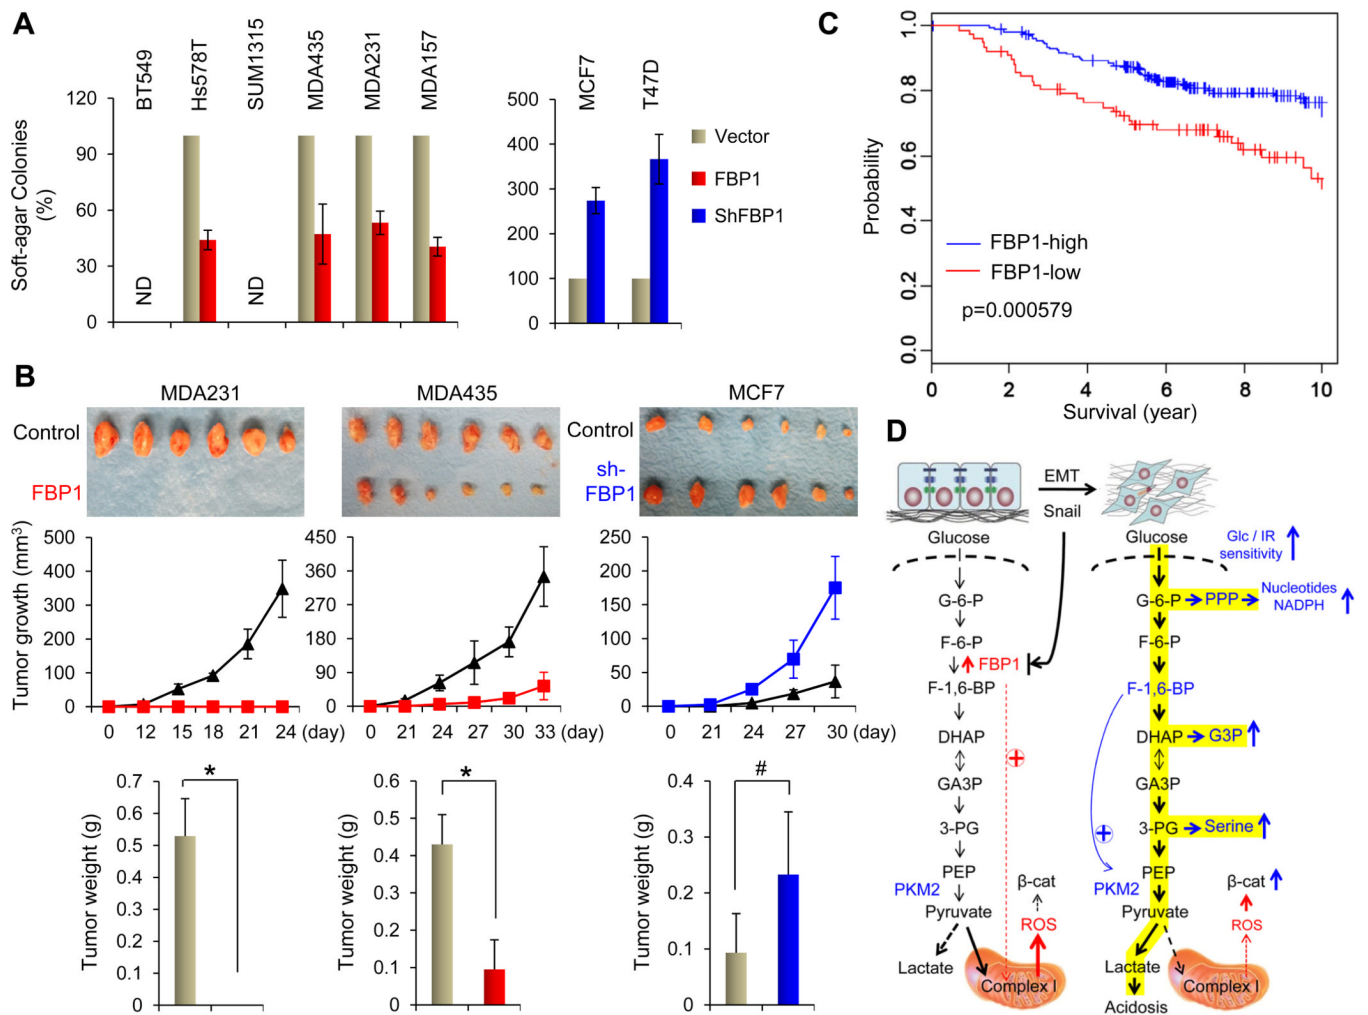 A
BT549
Hs578T
SUM1315
MDA435
MDA231
MDA157
Soft-agar Colonies
(%)
120
90
60
30
0
ND
ND
MCF7
T47D
500
400
300
200
100
0
Vector
FBP1
ShFBP1
C
Probability
1.0
0.8
0.6
0.4
0.2
0.0
FBP1-high
FBP1-low
p=0.000579
0
2
4
6
8
10
Survival (year)
B
MDA231
MDA435
MCF7
Control
FBP1
Control
sh-
FBP1
Tumor growth (mm³)
500
400
300
200
100
0
0 12 15 18 21 24 (day)
450
360
270
180
90
0
0 21 24 27 30 33 (day)
250
200
150
100
50
0
0 21 24 27 30 (day)
Tumor weight (g)
0.7
0.6
0.5
0.4
0.3
0.2
0.1
0
*
Tumor weight (g)
0.6
0.5
0.4
0.3
0.2
0.1
0
*
Tumor weight (g)
0.4
0.3
0.2
0.1
0
#
D
EMT
Snail
Glucose
G-6-P
F-6-P
FBP1
F-1,6-BP
DHAP
GA3P
3-PG
PEP
PKM2
Pyruvate
Lactate
β-cat
ROS
Complex I
Glucose
Glc / IR
sensitivity
G-6-P
PPP
Nucleotides
NADPH
F-6-P
F-1,6-BP
DHAP
G3P
GA3P
3-PG
Serine
PEP
PKM2
Pyruvate
Lactate
Acidosis
β-cat
ROS
Complex I